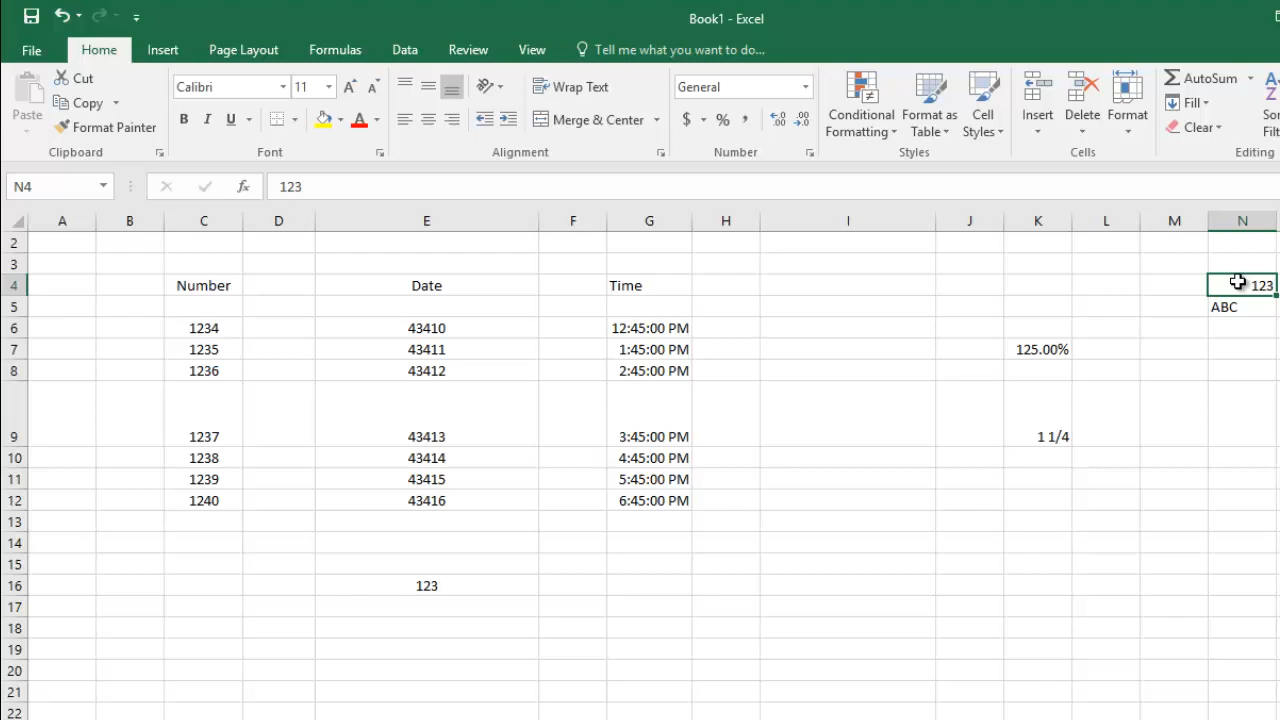 Book1 - Excel
File Home Insert Page Layout Formulas Data Review View Tell me what you want to do...
Paste
Cut
Copy
Format Painter
Clipboard
Calibri 11
A A
B I U A
Font
Wrap Text
Merge & Center
Alignment
General
$ % ,
Number
Conditional Formatting
Format as Table
Cell Styles
Styles
Insert Delete Format
Cells
AutoSum
Fill
Clear
Editing
N4 fx 123
A B C D E F G H I J K L M N
2
3
4 Number Date Time 123
5 ABC
6 1234 43410 12:45:00 PM
7 1235 43411 1:45:00 PM 125.00%
8 1236 43412 2:45:00 PM
9 1237 43413 3:45:00 PM 1 1/4
10 1238 43414 4:45:00 PM
11 1239 43415 5:45:00 PM
12 1240 43416 6:45:00 PM
13
14
15
16 123
17
18
19
20
21
22